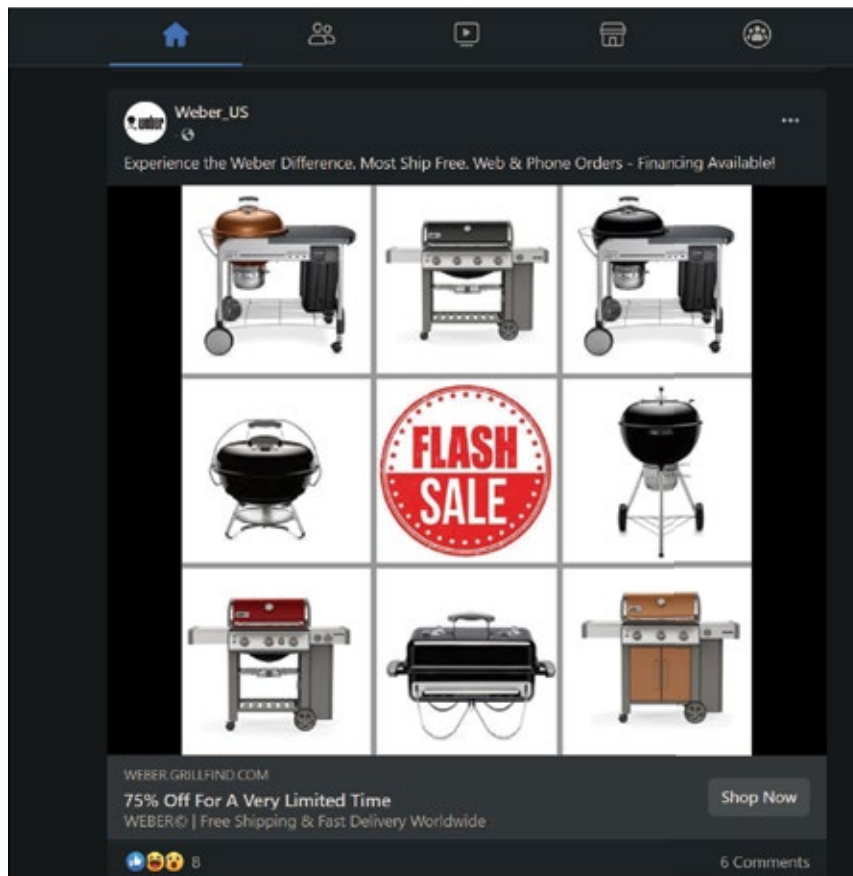 weber
Weber_US
Experience the Weber Difference. Most Ship Free. Web & Phone Orders - Financing Available!
FLASH
SALE
WEBER.GRILLFIND.COM
75% Off For A Very Limited Time
Shop Now
WEBER© | Free Shipping & Fast Delivery Worldwide
8
6 Comments